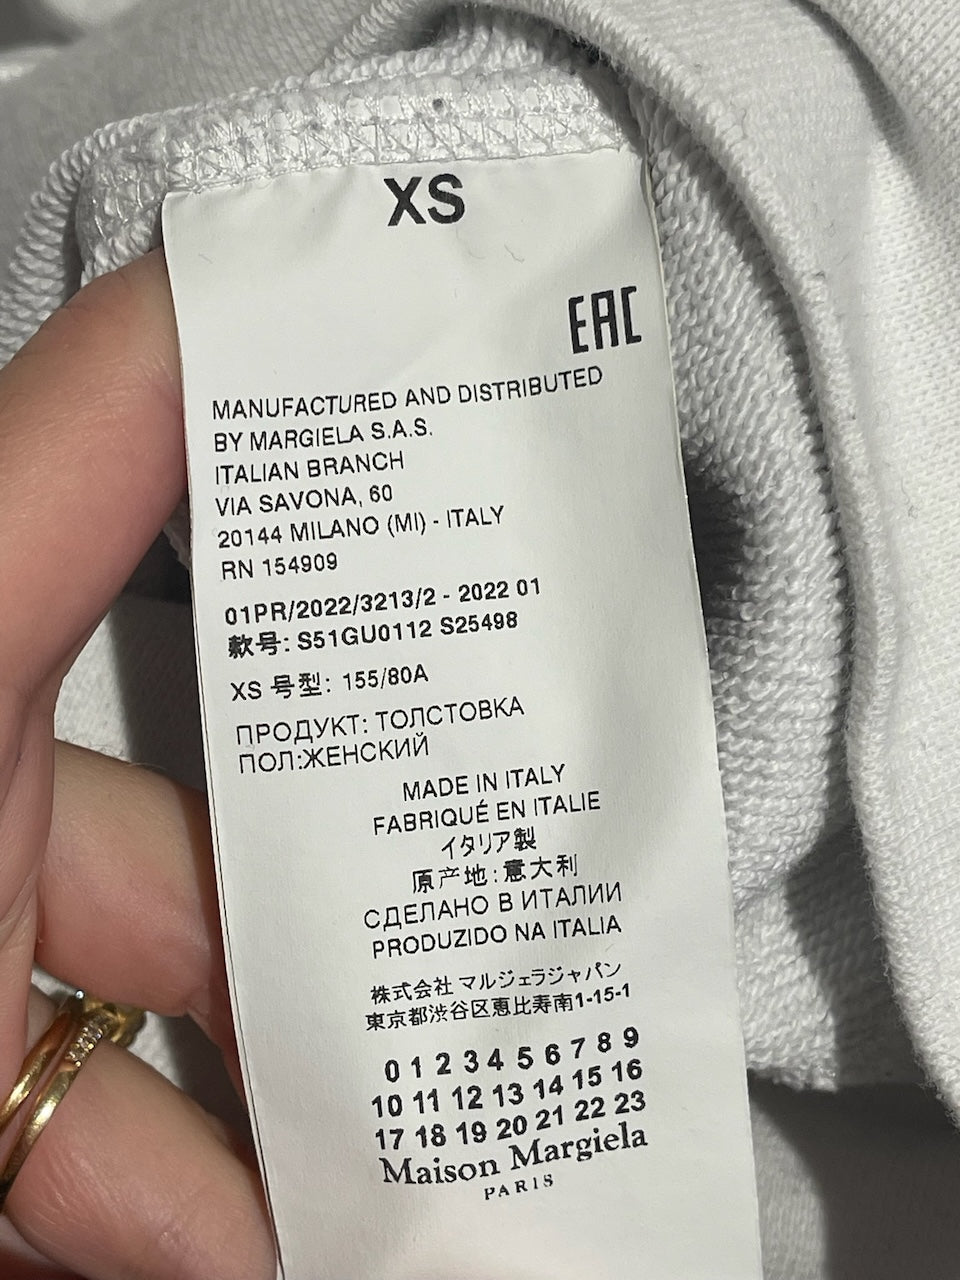 XS
EAC
MANUFACTURED AND DISTRIBUTED
BY MARGIELA S.A.S.
ITALIAN BRANCH
VIA SAVONA, 60
20144 MILANO (MI) - ITALY
RN 154909
01PR/2022/3213/2 - 2022 01
款号: S51GU0112 S25498
XS 号型: 155/80A
ПРОДУКТ: ТОЛСТОВКА
ПОЛ:ЖЕНСКИЙ
MADE IN ITALY
FABRIQUÉ EN ITALIE
イタリア製
原产地:意大利
СДЕЛАНО В ИТАЛИИ
PRODUZIDO NA ITALIA
株式会社 マルジェラジャパン
東京都渋谷区恵比寿南1-15-1
0 1 2 3 4 5 6 7 8 9
10 11 12 13 14 15 16
17 18 19 20 21 22 23
Maison Margiela
PARIS